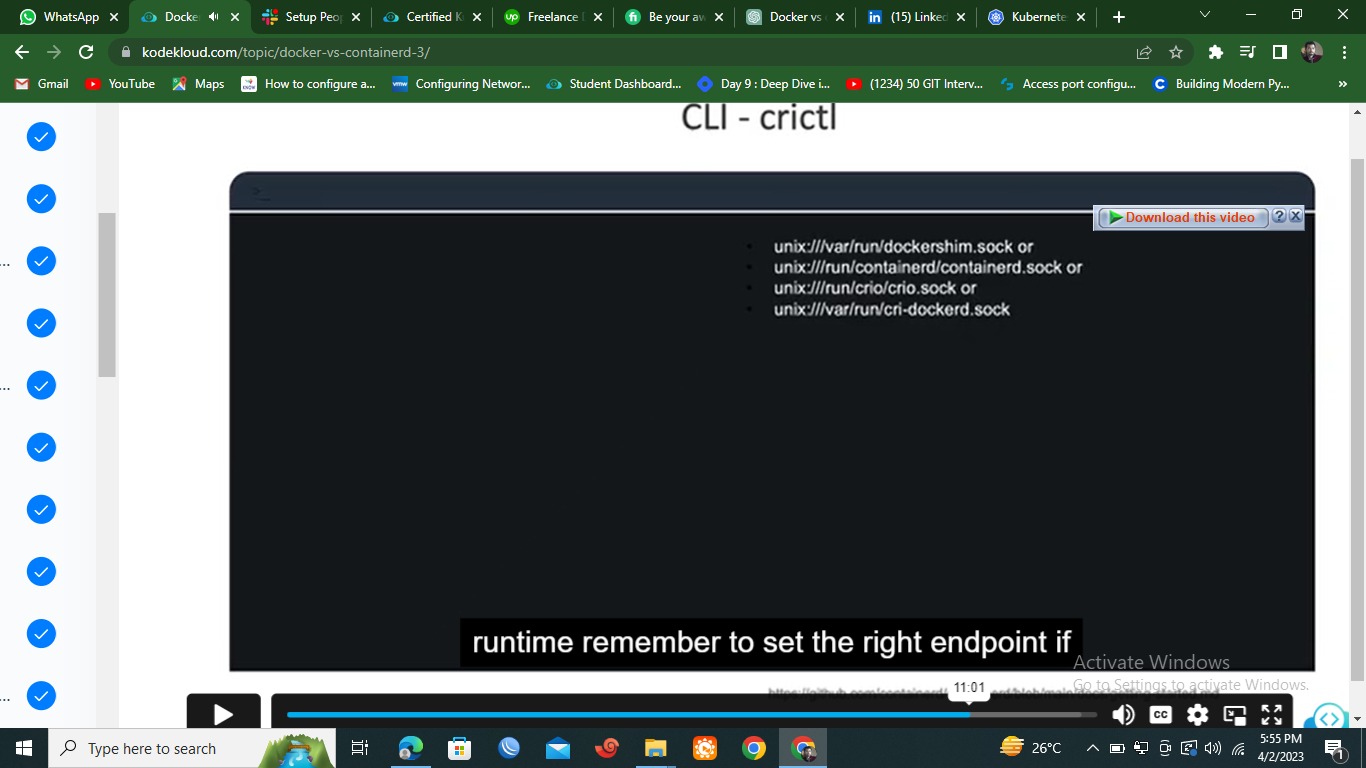 WhatsApp
Docke
Setup Peo
Certified K
Freelance
Be your aw
Docker vs
(15) Linked
Kubernete
kodekloud.com/topic/docker-vs-containerd-3/
Gmail
YouTube
Maps
How to configure a...
Configuring Networ...
Student Dashboard...
Day 9 : Deep Dive i...
(1234) 50 GIT Interv...
Access port configu...
Building Modern Py...
»
CLI - crictl
>_
Download this video
unix:///var/run/dockershim.sock or
unix:///run/containerd/containerd.sock or
unix:///run/crio/crio.sock or
unix:///var/run/cri-dockerd.sock
...
...
...
runtime remember to set the right endpoint if
Activate Windows
Go to Settings to activate Windows.
11:01
CC
Type here to search
26°C
5:55 PM
4/2/2023
1